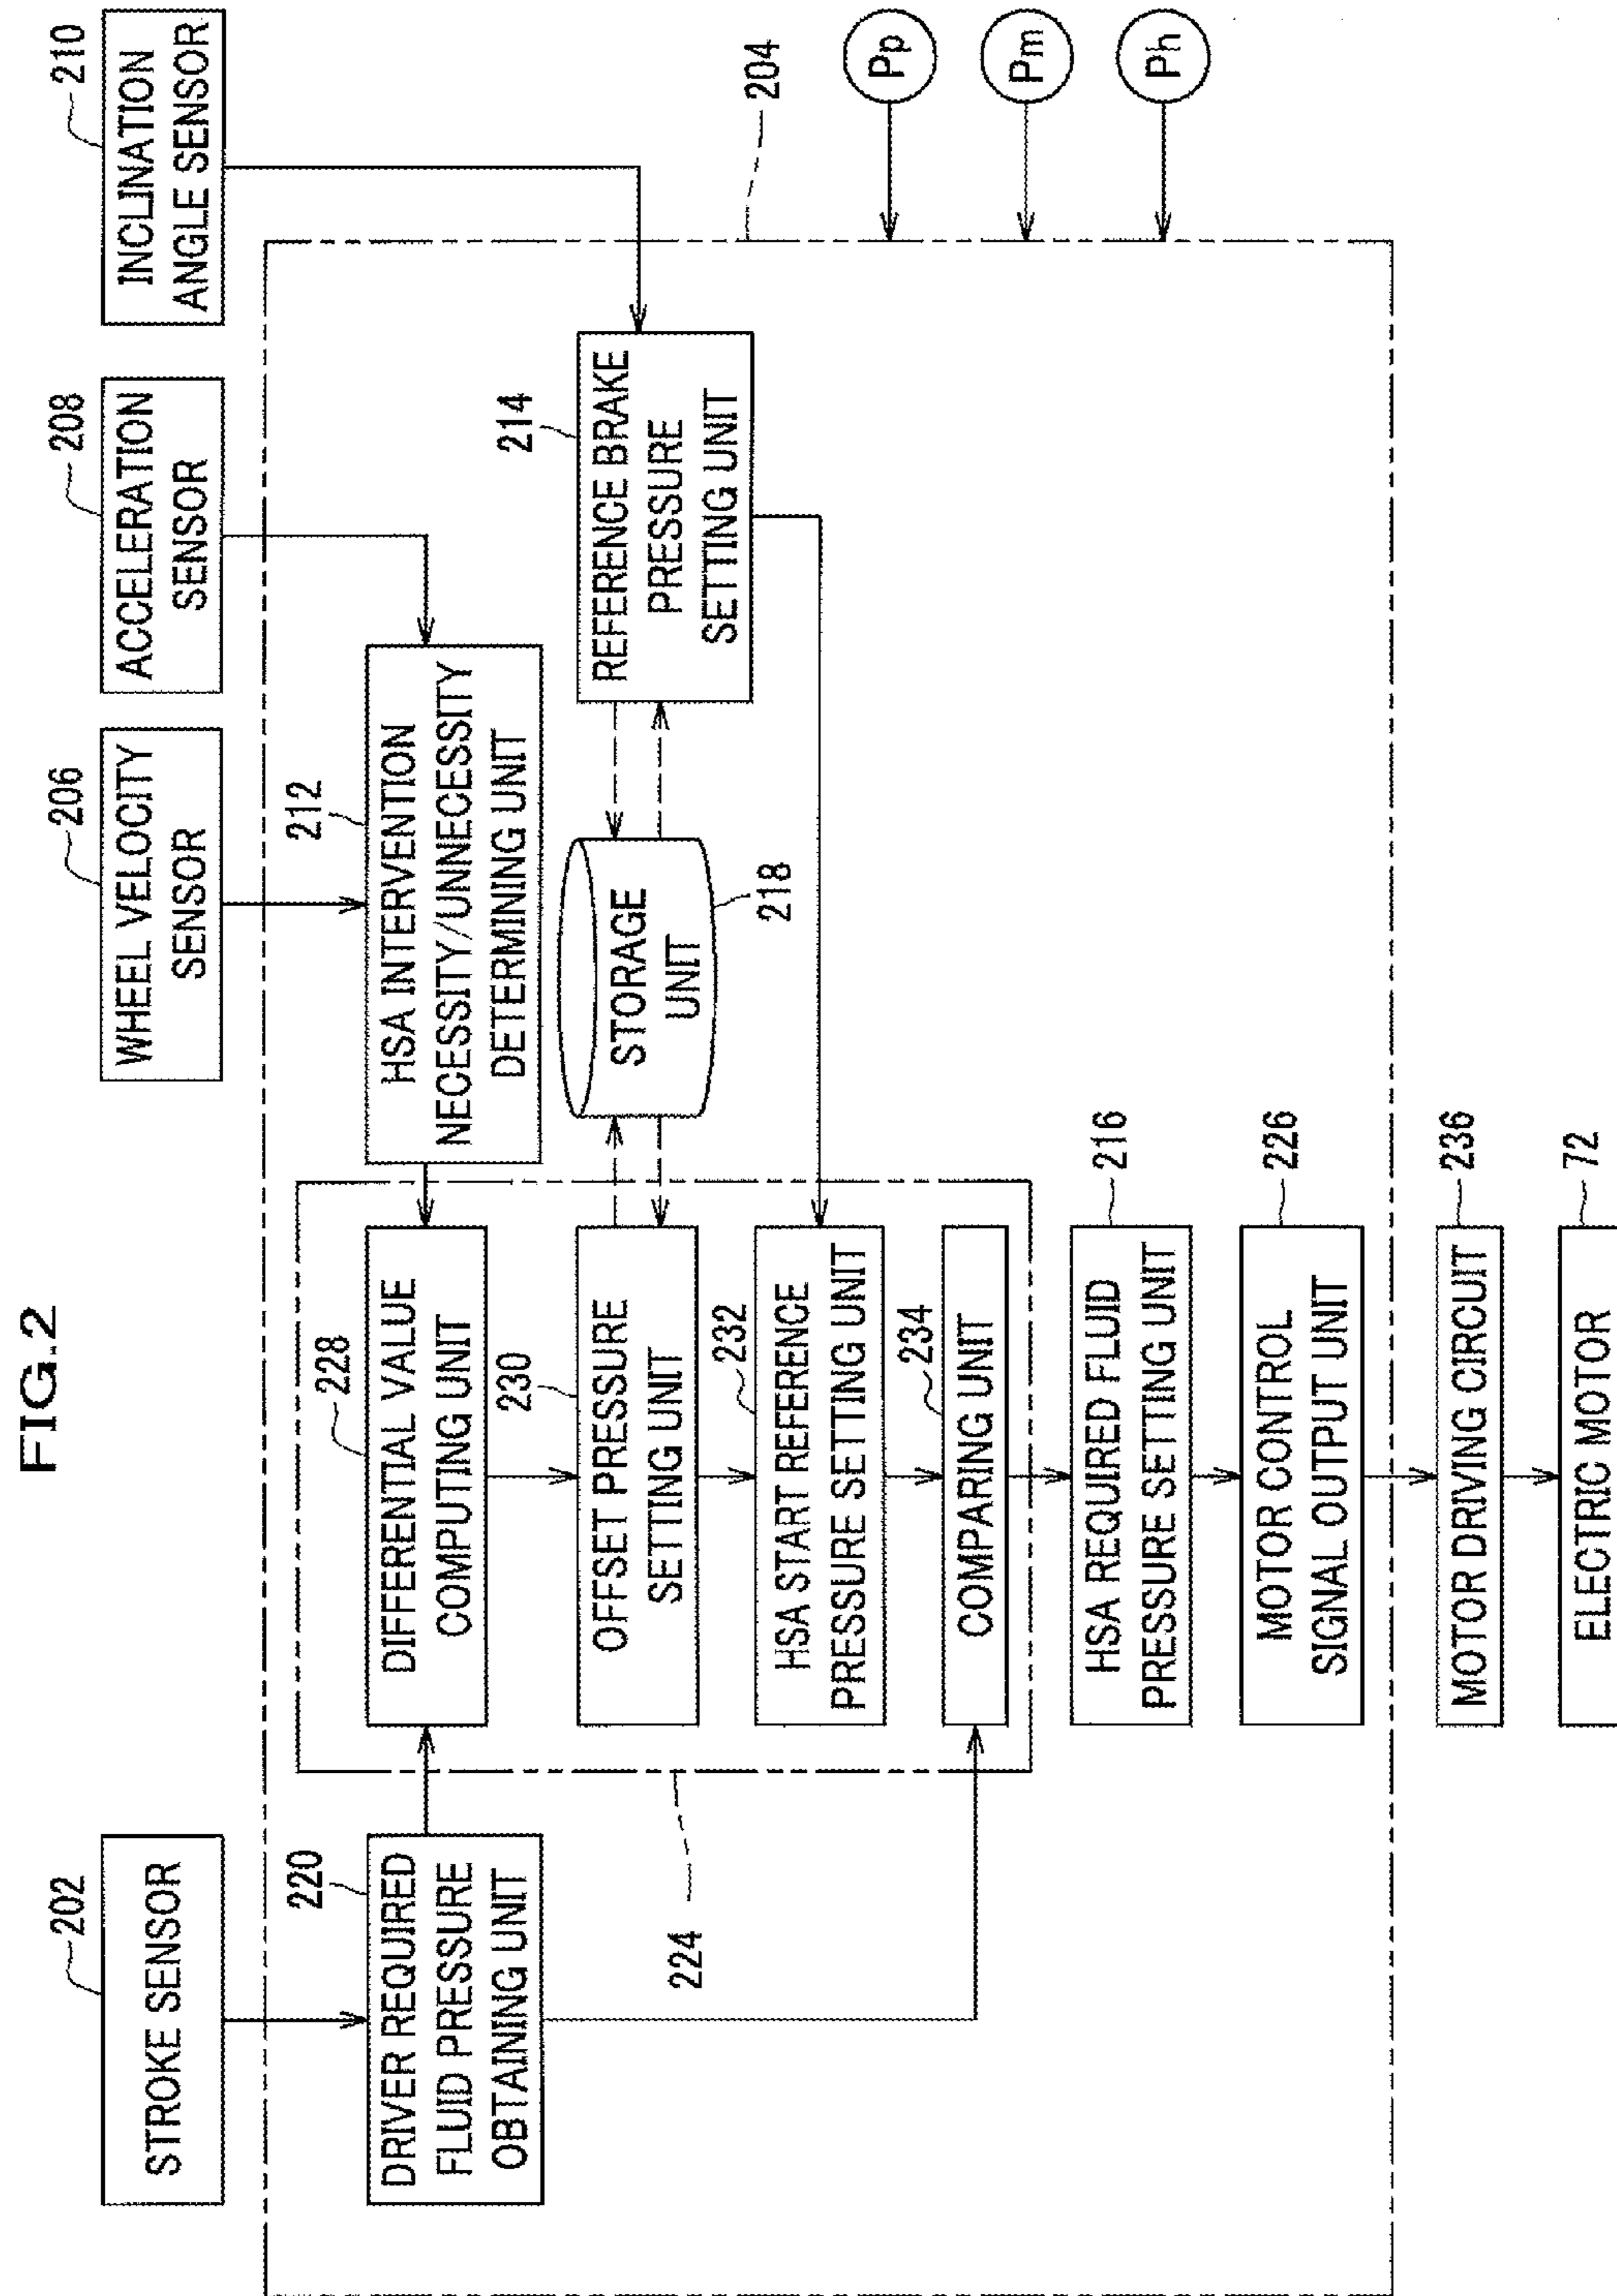 FIG.2
202
STROKE SENSOR
206
WHEEL VELOCITY
SENSOR
208
ACCELERATION
SENSOR
210
INCLINATION
ANGLE SENSOR
220
DRIVER REQUIRED
FLUID PRESSURE
OBTAINING UNIT
228
DIFFERENTIAL VALUE
COMPUTING UNIT
212
HSA INTERVENTION
NECESSITY/UNNECESSITY
DETERMINING UNIT
230
OFFSET PRESSURE
SETTING UNIT
STORAGE
UNIT
218
214
REFERENCE BRAKE
PRESSURE
SETTING UNIT
224
232
HSA START REFERENCE
PRESSURE SETTING UNIT
234
COMPARING UNIT
204
Pp
Pm
Ph
HSA REQUIRED FLUID
PRESSURE SETTING UNIT
216
MOTOR CONTROL
SIGNAL OUTPUT UNIT
226
MOTOR DRIVING CIRCUIT
236
ELECTRIC MOTOR
72